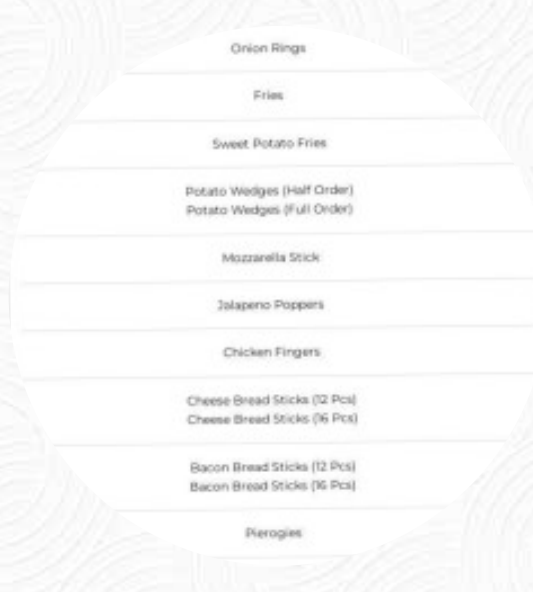 Onion Rings
Fries
Sweet Potato Fries
Potato Wedges (Half Order)
Potato Wedges (Full Order)
Mozzarella Stick
Jalapeno Poppers
Chicken Fingers
Cheese Bread Sticks (12 Pcs)
Cheese Bread Sticks (16 Pcs)
Bacon Bread Sticks (12 Pcs)
Bacon Bread Sticks (16 Pcs)
Pierogies